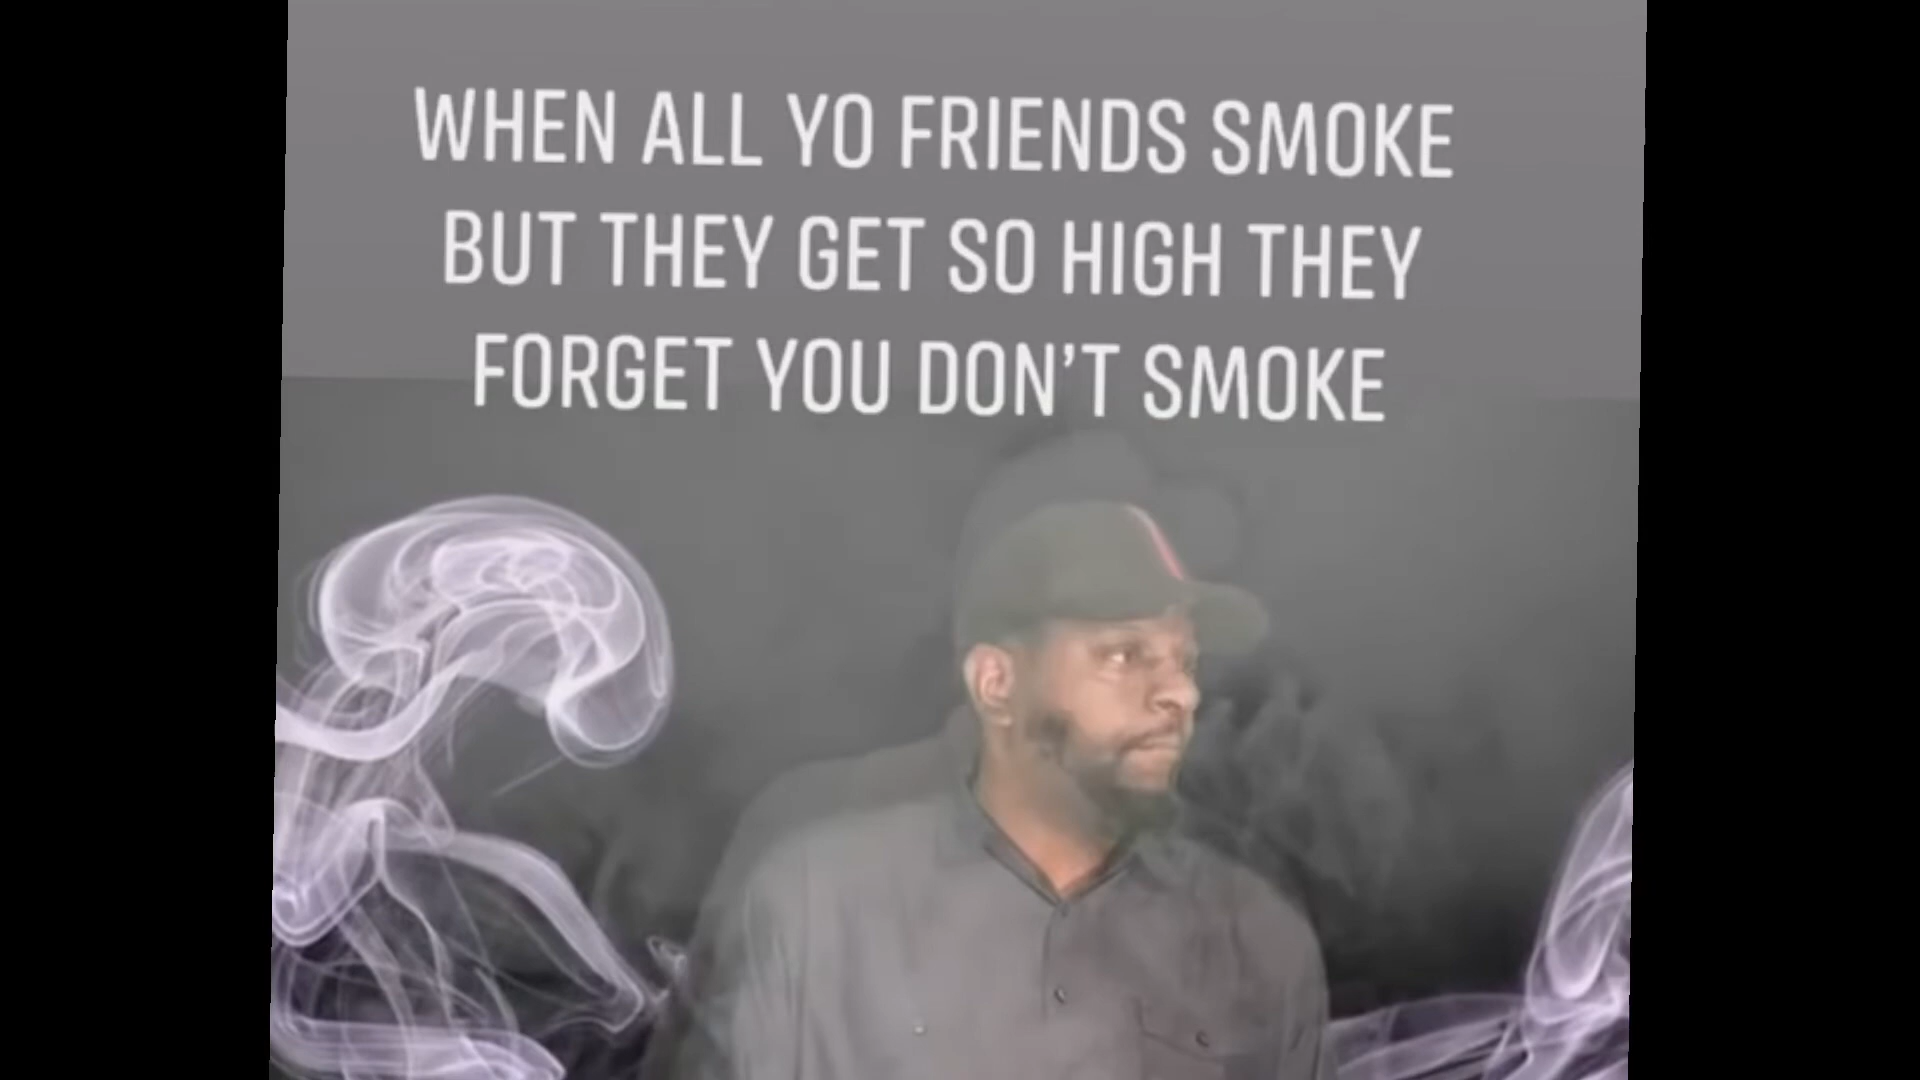 WHEN ALL YO FRIENDS SMOKE
BUT THEY GET SO HIGH THEY
FORGET YOU DON'T SMOKE